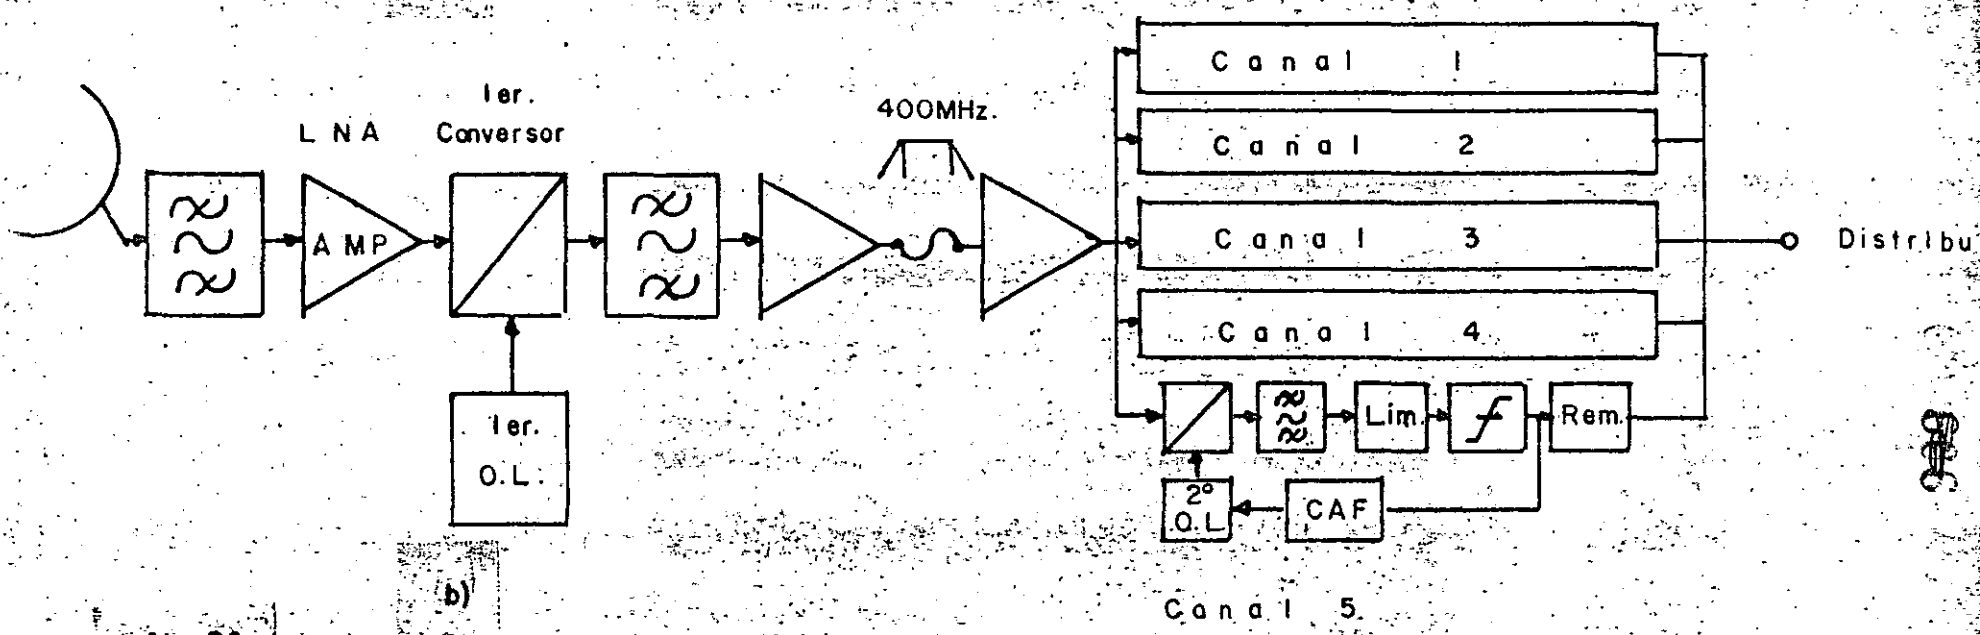 LNA
1er.
Conversor
AMP
1er.
O.L.
400MHz.
Canal 1
Canal 2
Canal 3
Canal 4
Lim.
Rem.
2º
O.L
CAF
Canal 5.
Distribu
b)